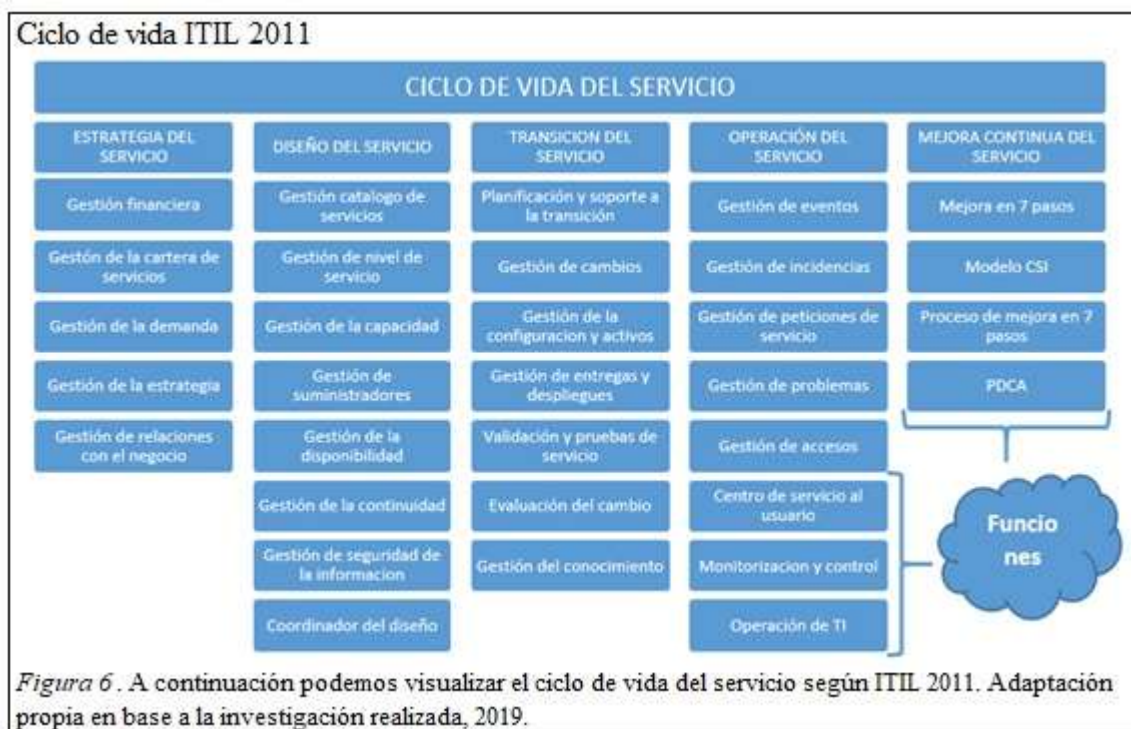 Ciclo de vida ITIL 2011
CICLO DE VIDA DEL SERVICIO
ESTRATEGIA DEL
SERVICIO
Gestión financiera
Gestón de la cartera de
servicios
Gestión de la demanda
Gestión de la estrategia
Gestión de relaciones
con el negocio
DISEÑO DEL SERVICIO
Gestión catalogo de
servicios
Gestión de nivel de
servicio
Gestión de la capacidad
Gestión de
suministradores
Gestión de la
disponibilidad
Gestión de la continuidad
Gestión de seguridad de
la informacion
Coordinador del diseño
TRANSICION DEL
SERVICIO
Planificación y soporte a
la transición
Gestión de cambios
Gestión de la
configuracion y activos
Gestión de entregas y
despliegues
Validación y pruebas de
servicio
Evaluación del cambio
Gestión del conocimiento
OPERACIÓN DEL
SERVICIO
Gestión de eventos
Gestión de incidencias
Gestión de peticiones de
servicio
Gestión de problemas
Gestión de accesos
Centro de servicio al
usuario
Monitorizacion y control
Operación de TI
MEJORA CONTINUA DEL
SERVICIO
Mejora en 7 pasos
Modelo CSI
Proceso de mejora en 7
pasos
PDCA
Funcio
nes
Figura 6 . A continuación podemos visualizar el ciclo de vida del servicio según ITIL 2011. Adaptación
propia en base a la investigación realizada, 2019.